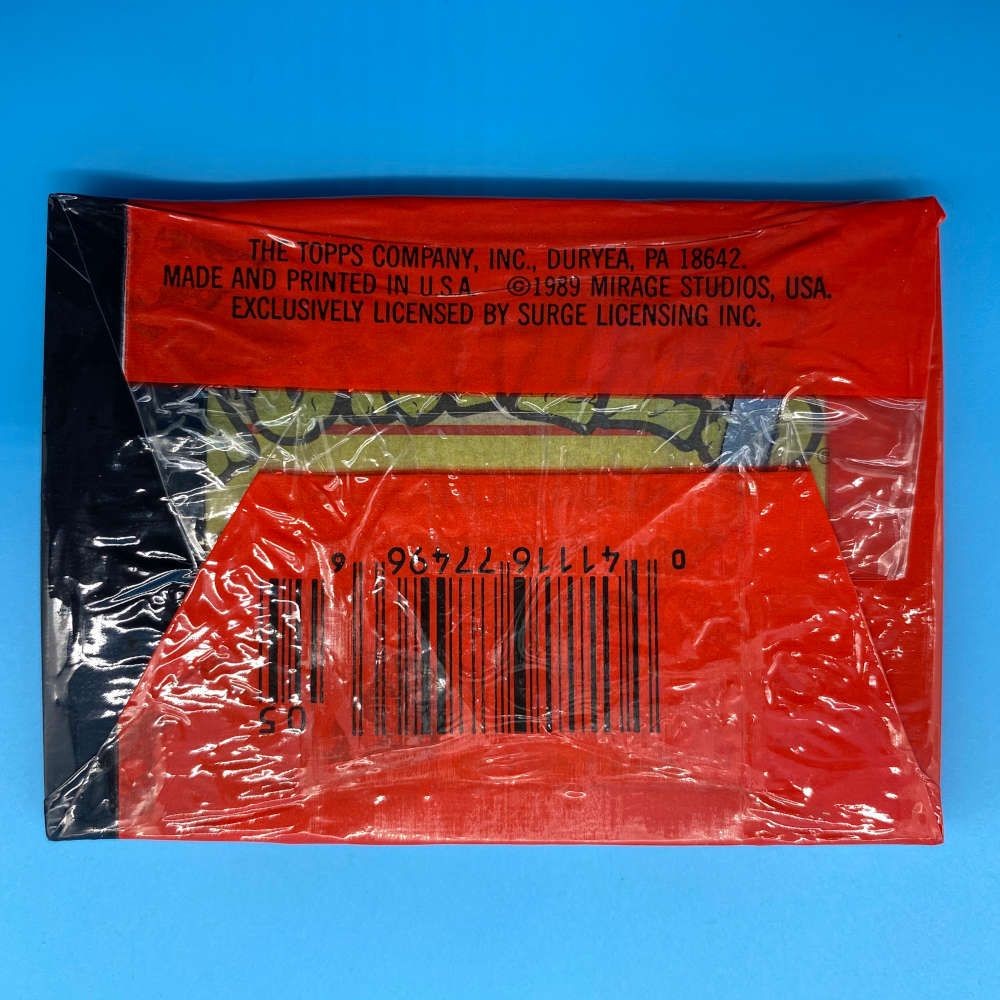 THE TOPPS COMPANY, INC., DURYEA, PA 18642.
MADE AND PRINTED IN U.S.A. ©1989 MIRAGE STUDIOS, USA.
EXCLUSIVELY LICENSED BY SURGE LICENSING INC.
0 41116 77496 6
05